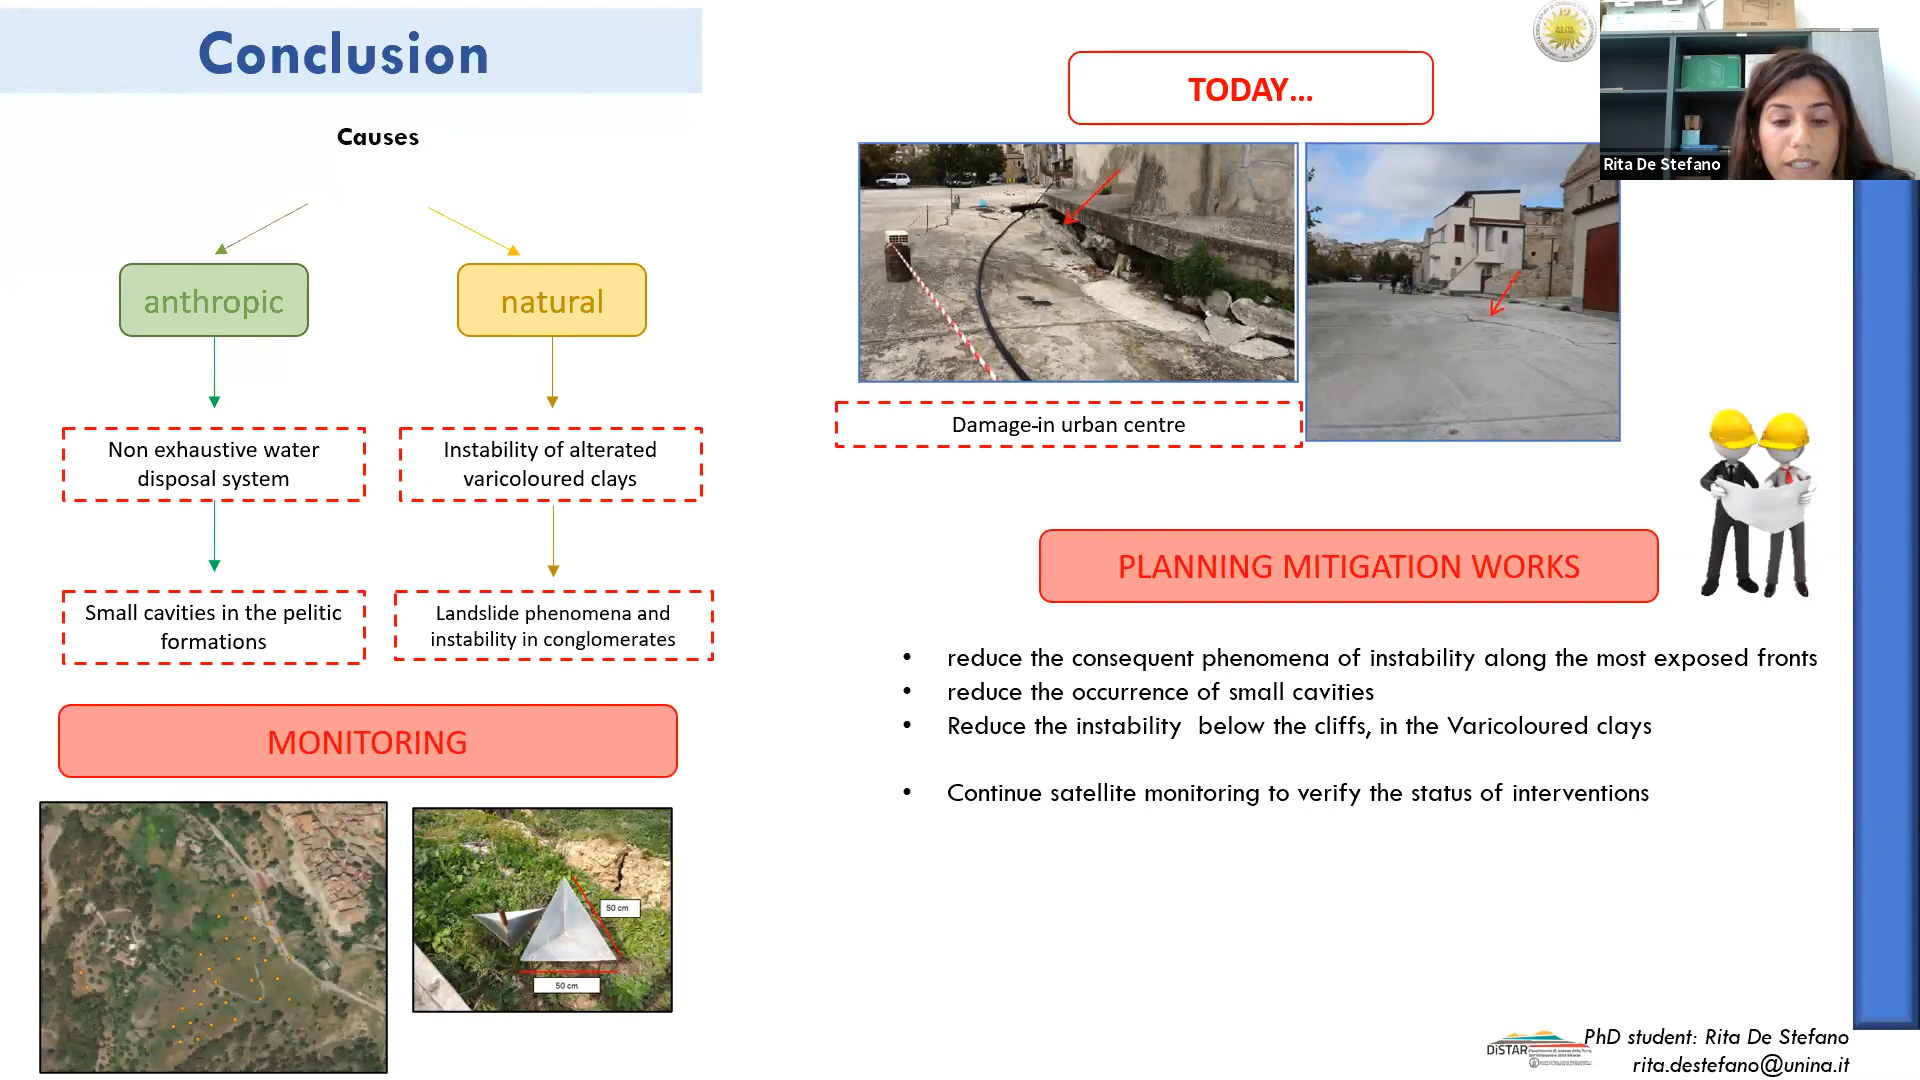 Conclusion
Causes
anthropic
natural
Non exhaustive water
disposal system
Instability of alterated
varicoloured clays
Small cavities in the pelitic
formations
Landslide phenomena and
instability in conglomerates
MONITORING
50 cm
50 cm
TODAY...
Rita De Stefano
Damage-in urban centre
PLANNING MITIGATION WORKS
• reduce the consequent phenomena of instability along the most exposed fronts
• reduce the occurrence of small cavities
• Reduce the instability below the cliffs, in the Varicoloured clays
• Continue satellite monitoring to verify the status of interventions
DiSTAR
PhD student: Rita De Stefano
rita.destefano@unina.it